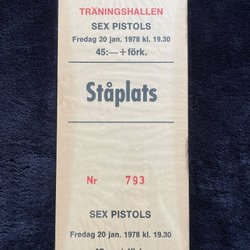 TRÄNINGSHALLEN
SEX PISTOLS
Fredag 20 jan. 1978 kl. 19.30
45:—+förk.
Ståplats
Nr 793
SEX PISTOLS
Fredag 20 jan. 1978 kl. 19.30